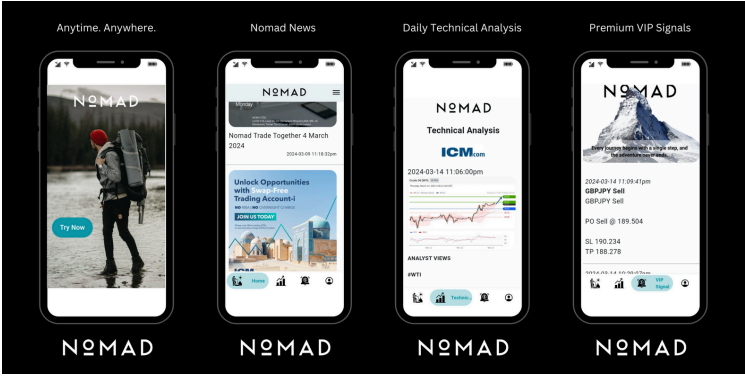 Anytime. Anywhere.
NOMAD
Try Now
NOMAD
Nomad News
NOMAD
Monday
Nomad Trade Together 4 March
2024
2024-03-09 11:18:32pm
Unlock Opportunities
with Swap-Free
Trading Account-i
JOIN US TODAY
ICM
Home
NOMAD
Daily Technical Analysis
NOMAD
Technical Analysis
ICM.com
2024-03-14 11:06:00pm
ANALYST VIEWS
#WTI
Technic...
NOMAD
Premium VIP Signals
NOMAD
Every journey begins with a single step, and
the adventure never ends.
2024-03-14 11:09:41pm
GBPJPY Sell
GBPJPY Sell
PO Sell @ 189.504
SL 190.234
TP 188.278
VIP
Signal
NOMAD